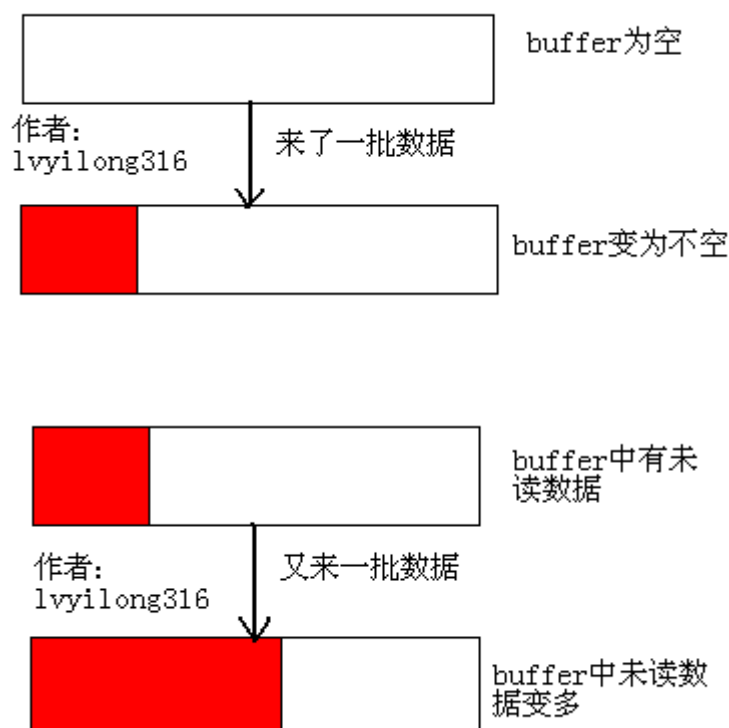 buffer为空
作者:
lvyilong316
来了一批数据
buffer变为不空
buffer中有未
读数据
作者:
lvyilong316
又来一批数据
buffer中未读数
据变多